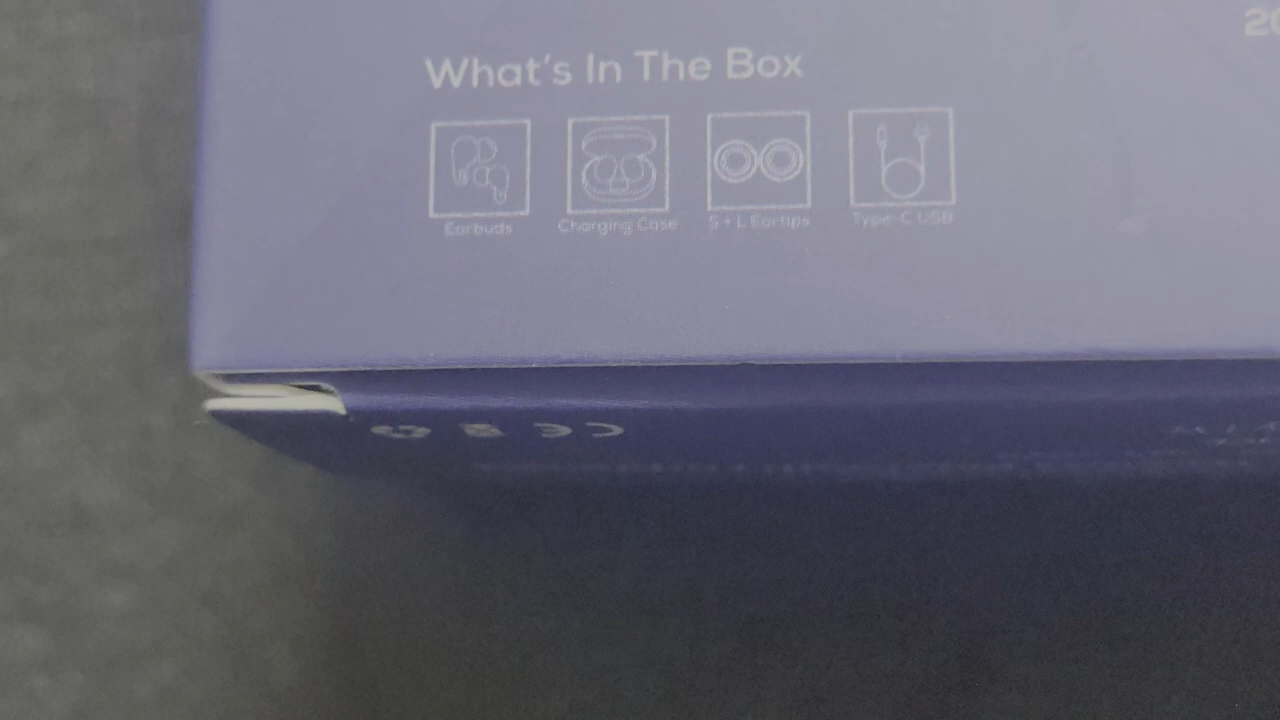 What's In The Box
Earbuds
Charging Case
S + L Eartips
Type-C USB